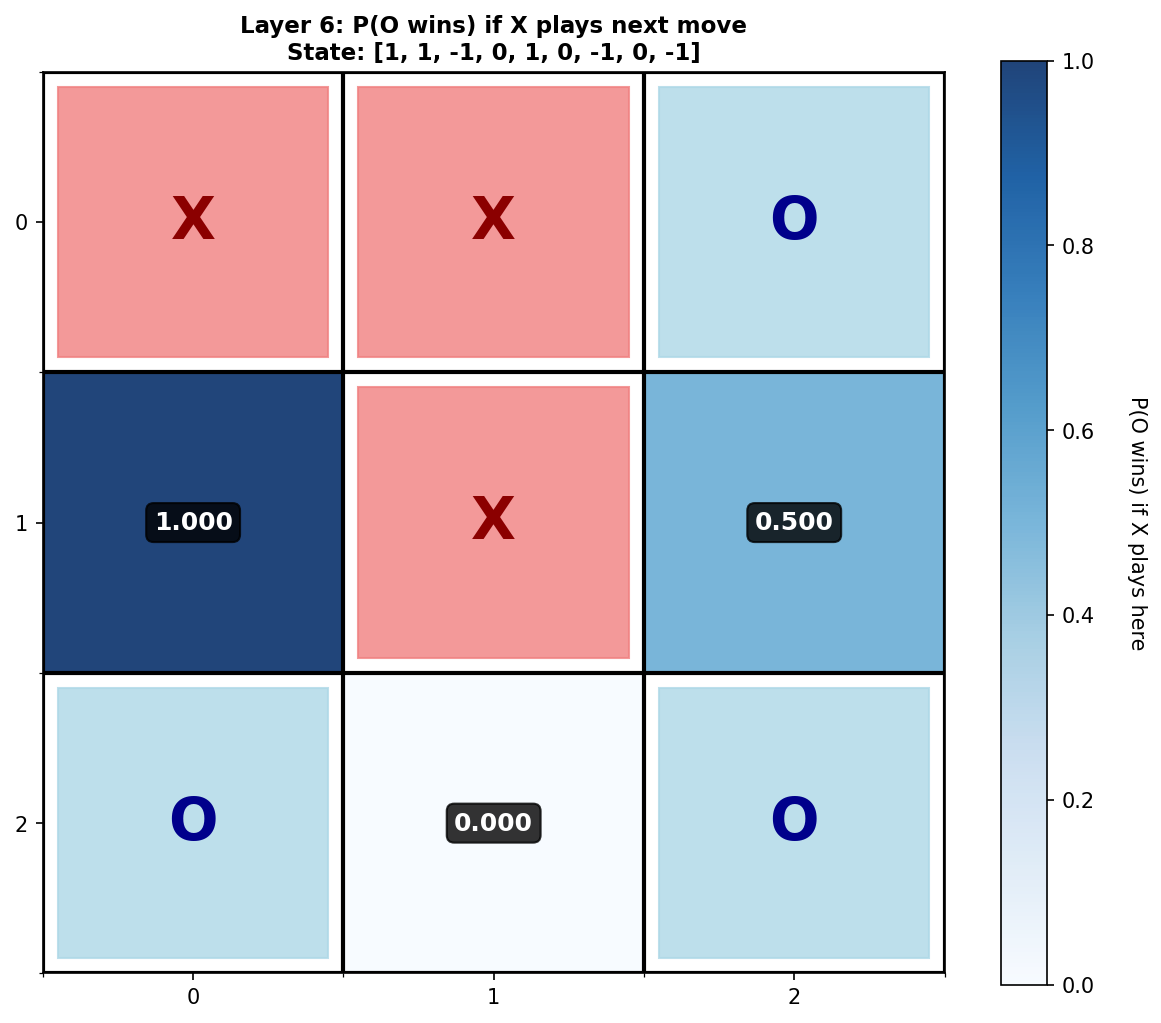 Layer 6: P(O wins) if X plays next move
State: [1, 1, -1, 0, 1, 0, -1, 0, -1]
0
X
X
O
1
1.000
X
0.500
2
O
0.000
O
0
1
2
1.0
0.8
0.6
0.4
0.2
0.0
P(O wins) if X plays here